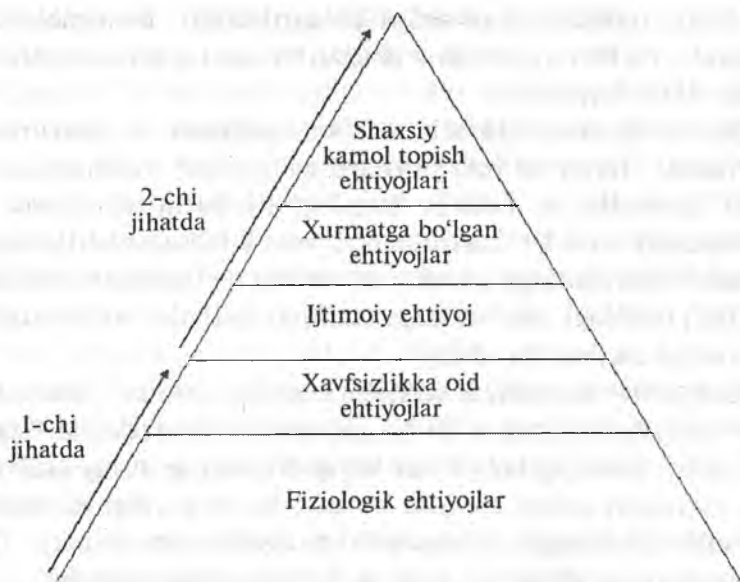 Shaxsiy
kamol topish
ehtiyojlari
2-chi
jihatda
Xurmatga bo‘lgan
ehtiyojlar
Ijtimoiy ehtiyoj
Xavfsizlikka oid
ehtiyojlar
1-chi
jihatda
Fiziologik ehtiyojlar